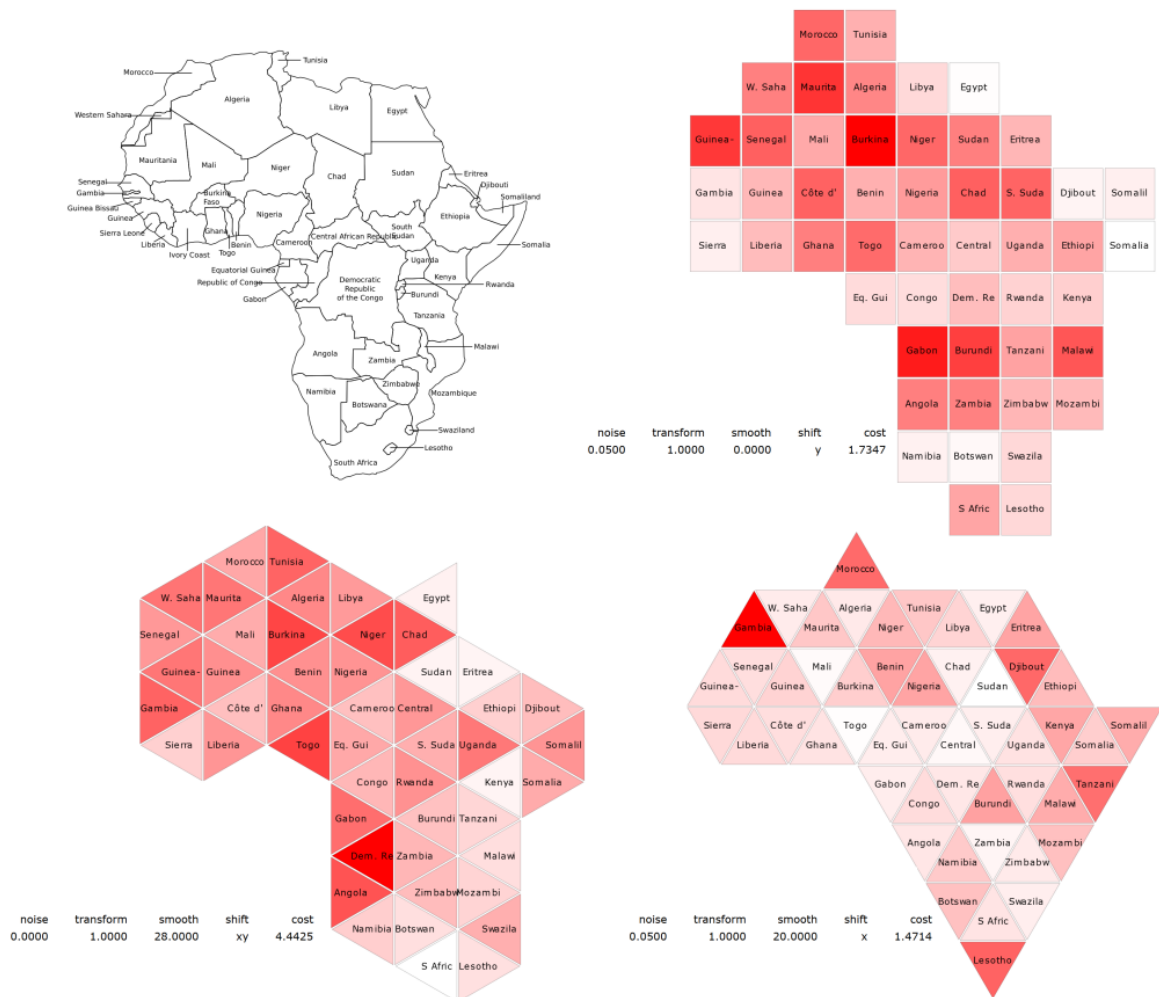 Tunisia
Morocco
Algeria
Libya
Egypt
Western Sahara
Mauritania
Mali
Niger
Chad
Sudan
Eritrea
Senegal
Djibouti
Gambia
Burkina
Faso
Somaliland
Guinea Bissau
Nigeria
Ethiopia
Guinea
Ghana
South
Sudan
Sierra Leone
Central African Republic
Cameroon
Liberia
Benin
Somalia
Togo
Ivory Coast
Uganda
Equatorial Guinea
Kenya
Republic of Congo
Democratic
Republic
of the Congo
Rwanda
Burundi
Gabon
Tanzania
Malawi
Angola
Zambia
Zimbabwe
Namibia
Mozambique
Botswana
Swaziland
Lesotho
South Africa
Morocco Tunisia
W. Saha Maurita Algeria Libya Egypt
Guinea- Senegal Mali Burkina Niger Sudan Eritrea
Gambia Guinea Côte d' Benin Nigeria Chad S. Suda Djibout Somalil
Sierra Liberia Ghana Togo Cameroo Central Uganda Ethiopi Somalia
Eq. Gui Congo Dem. Re Rwanda Kenya
Gabon Burundi Tanzani Malawi
Angola Zambia Zimbabw Mozambi
Namibia Botswan Swazila
S Afric Lesotho
noise transform smooth shift cost
0.0500 1.0000 0.0000 y 1.7347
Morocco Tunisia
W. Saha Maurita Algeria Libya Egypt
Senegal Mali Burkina Niger Chad
Guinea- Guinea Benin Nigeria Sudan Eritrea
Gambia Côte d' Ghana Cameroo Central Ethiopi Djibout
Sierra Liberia Togo Eq. Gui S. Suda Uganda Somalil
Congo Rwanda Kenya Somalia
Gabon Burundi Tanzani
Dem. Re Zambia Malawi
Angola Zimbabw Mozambi
Namibia Botswan Swazila
S Afric Lesotho
noise transform smooth shift cost
0.0000 1.0000 28.0000 xy 4.4425
Morocco
W. Saha Algeria Tunisia Egypt
Gambia Maurita Niger Libya Eritrea
Senegal Mali Benin Chad Djibout
Guinea- Guinea Burkina Nigeria Sudan Ethiopi
Sierra Côte d' Togo Cameroo S. Suda Kenya Somalil
Liberia Ghana Eq. Gui Central Uganda Somalia
Gabon Dem. Re Rwanda Tanzani
Congo Burundi Malawi
Angola Zambia Mozambi
Namibia Zimbabw
Botswan Swazila
S Afric
Lesotho
noise transform smooth shift cost
0.0500 1.0000 20.0000 x 1.4714